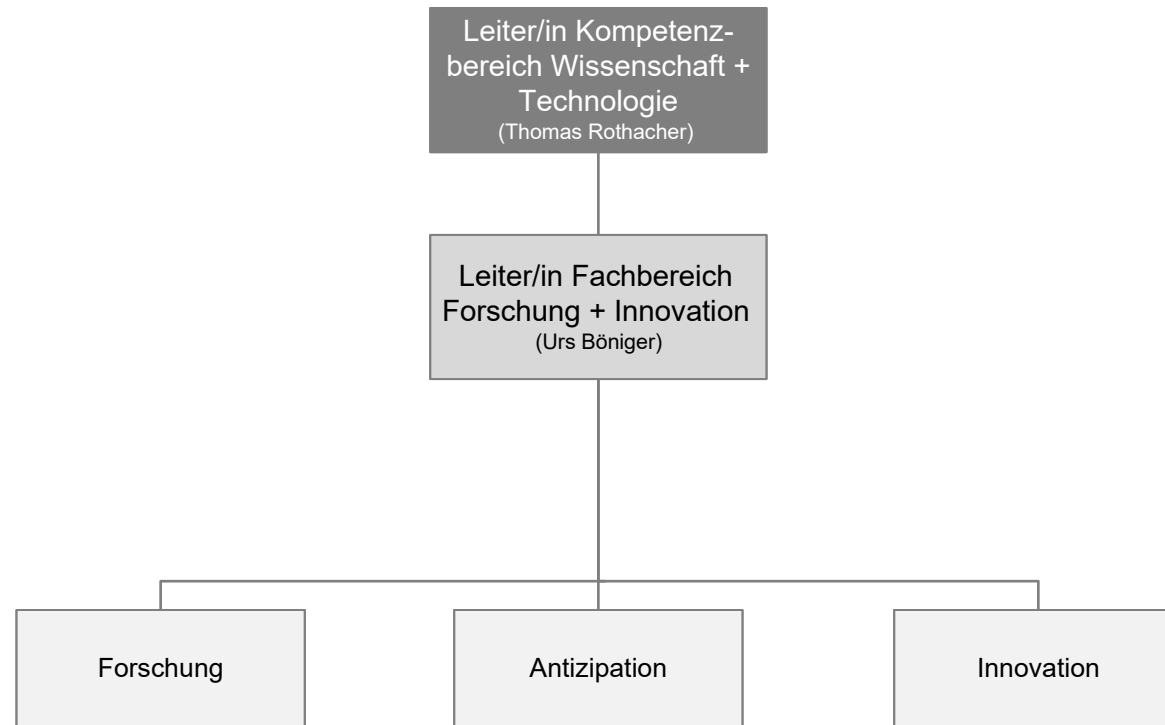 Leiter/in Kompetenz-
bereich Wissenschaft +
Technologie
(Thomas Rothacher)
Leiter/in Fachbereich
Forschung + Innovation
(Urs Böniger)
Forschung
Antizipation
Innovation